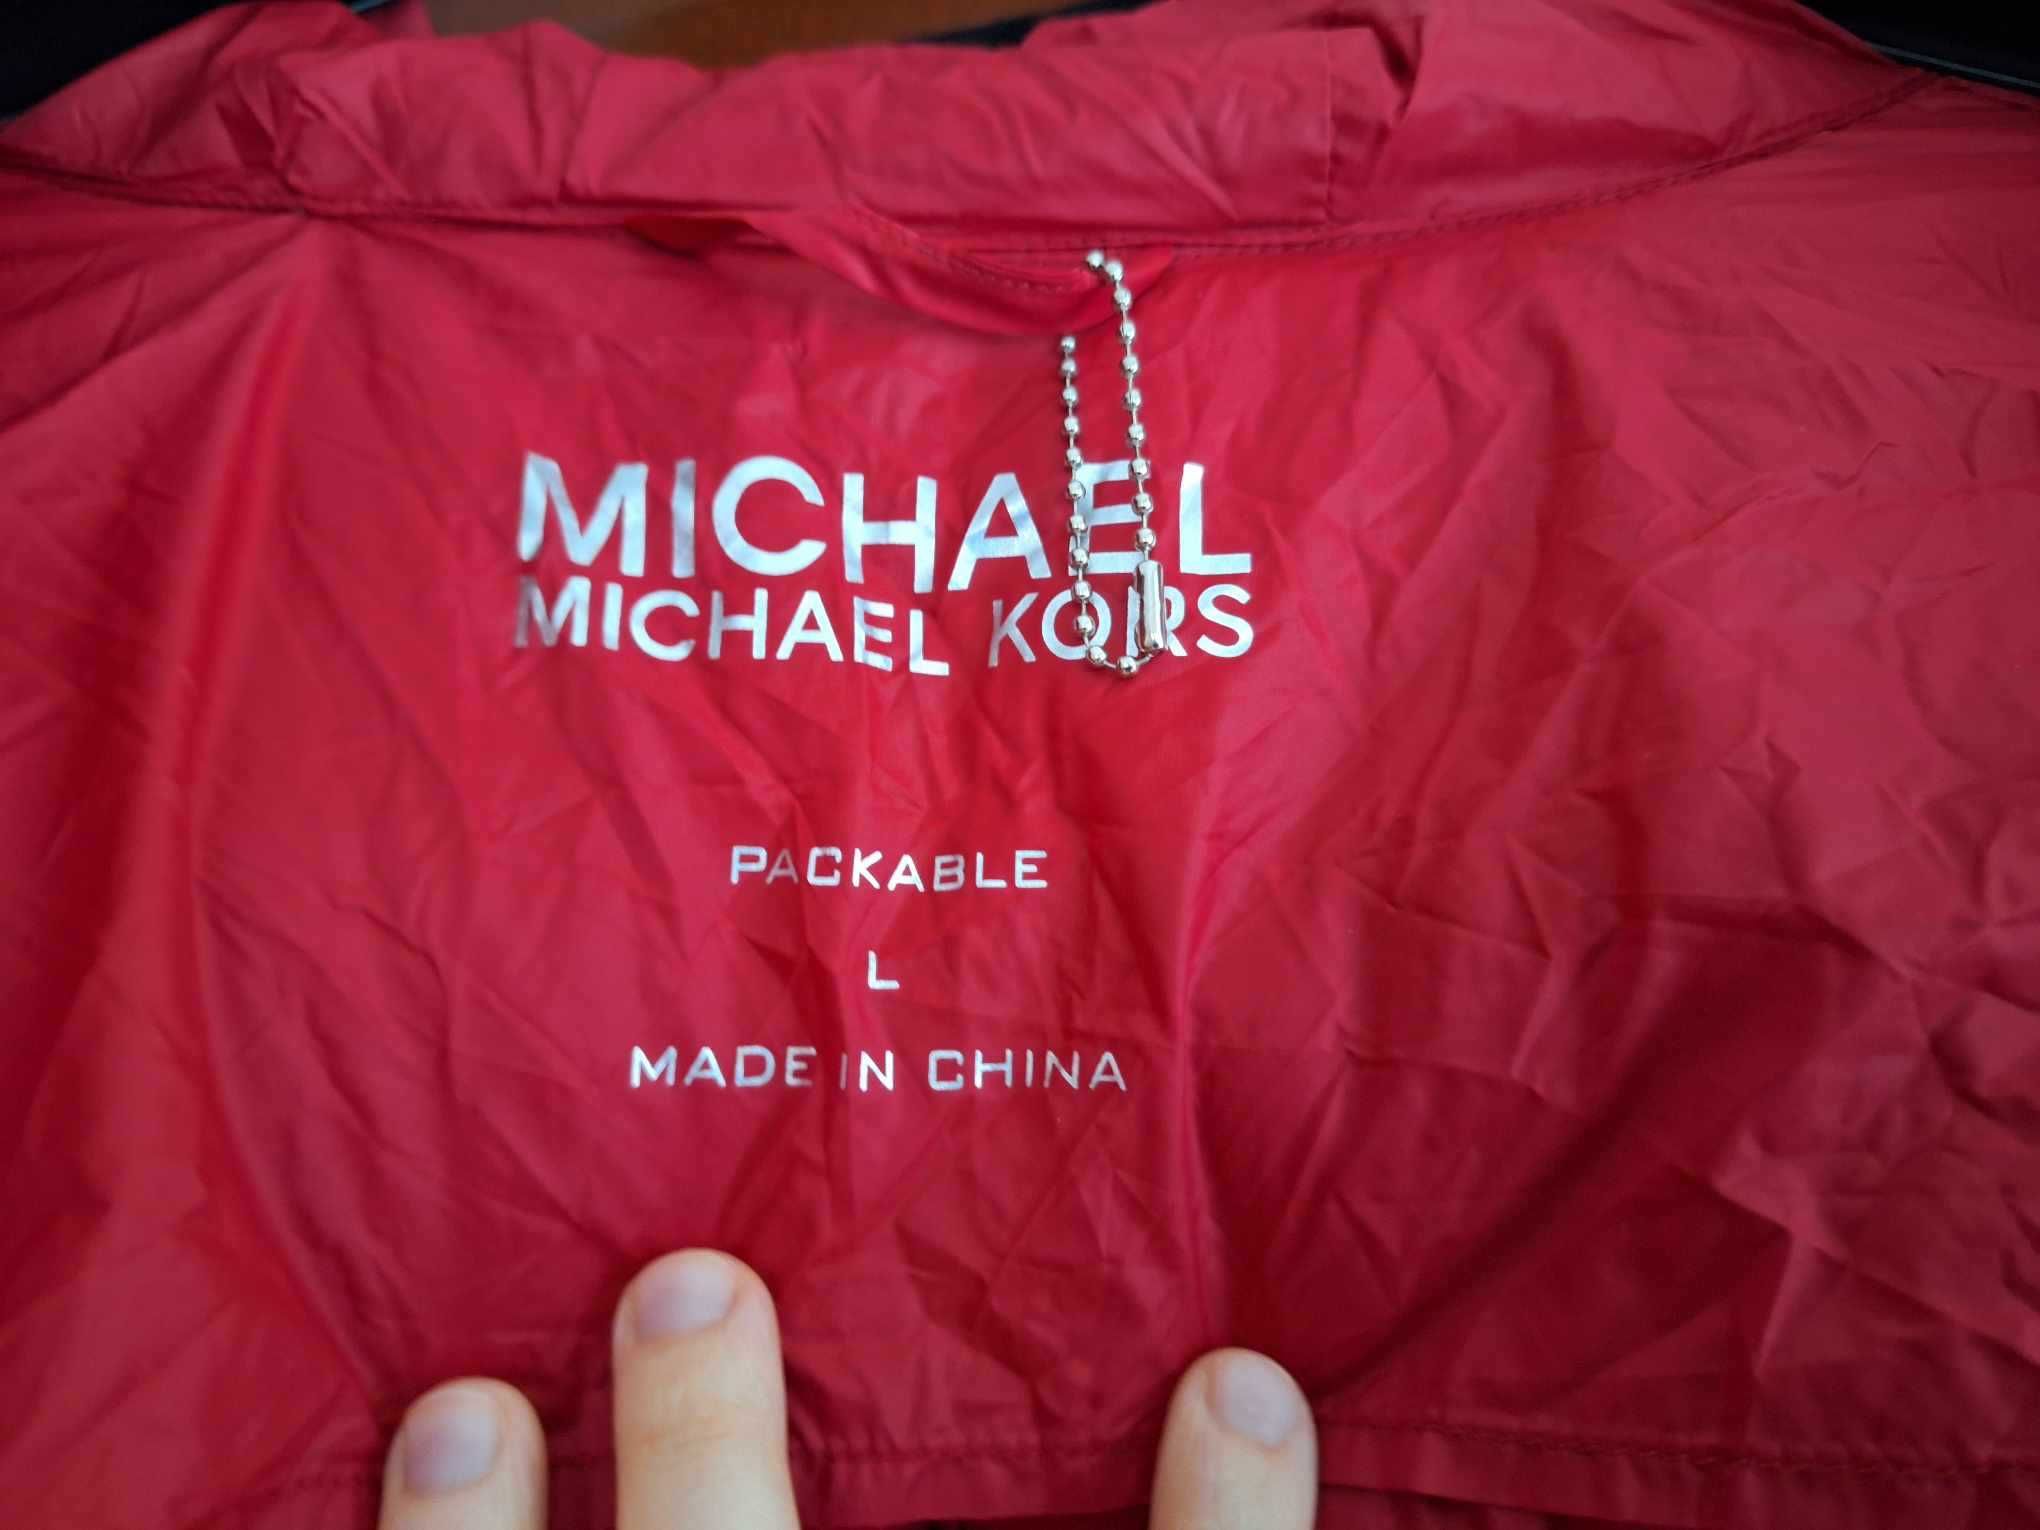 MICHAEL
MICHAEL KORS
PACKABLE
L
MADE IN CHINA